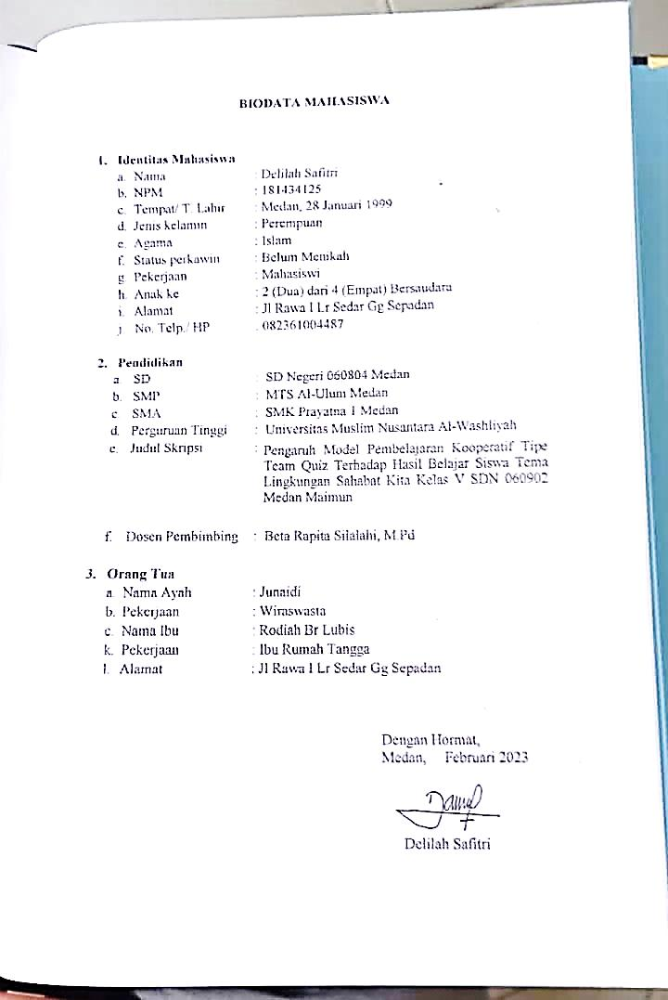 BIODATA MAHASISWA
1. Identitas Mahasiswa
a. Nama : Delilah Safitri
b. NPM : 181434125
c. Tempat/ T. Lahir : Medan, 28 Januari 1999
d. Jenis kelamin : Perempuan
e. Agama : Islam
f. Status perkawin : Belum Menikah
g. Pekerjaan : Mahasiswi
h. Anak ke : 2 (Dua) dari 4 (Empat) Bersaudara
i. Alamat : Jl Rawa I Lr Sedar Gg Sepadan
j. No. Telp./ HP : 082361004487
2. Pendidikan
a. SD : SD Negeri 060804 Medan
b. SMP : MTS Al-Ulum Medan
c. SMA : SMK Prayatna 1 Medan
d. Perguruan Tinggi : Universitas Muslim Nusantara Al-Washliyah
e. Judul Skripsi : Pengaruh Model Pembelajaran Kooperatif Tipe
Team Quiz Terhadap Hasil Belajar Siswa Tema
Lingkungan Sahabat Kita Kelas V SDN 060902
Medan Maimun
f. Dosen Pembimbing : Beta Rapita Silalahi, M.Pd
3. Orang Tua
a. Nama Ayah : Junaidi
b. Pekerjaan : Wiraswasta
c. Nama Ibu : Rodiah Br Lubis
k. Pekerjaan : Ibu Rumah Tangga
l. Alamat : Jl Rawa I Lr Sedar Gg Sepadan
Dengan Hormat,
Medan, Februari 2023
Delilah Safitri